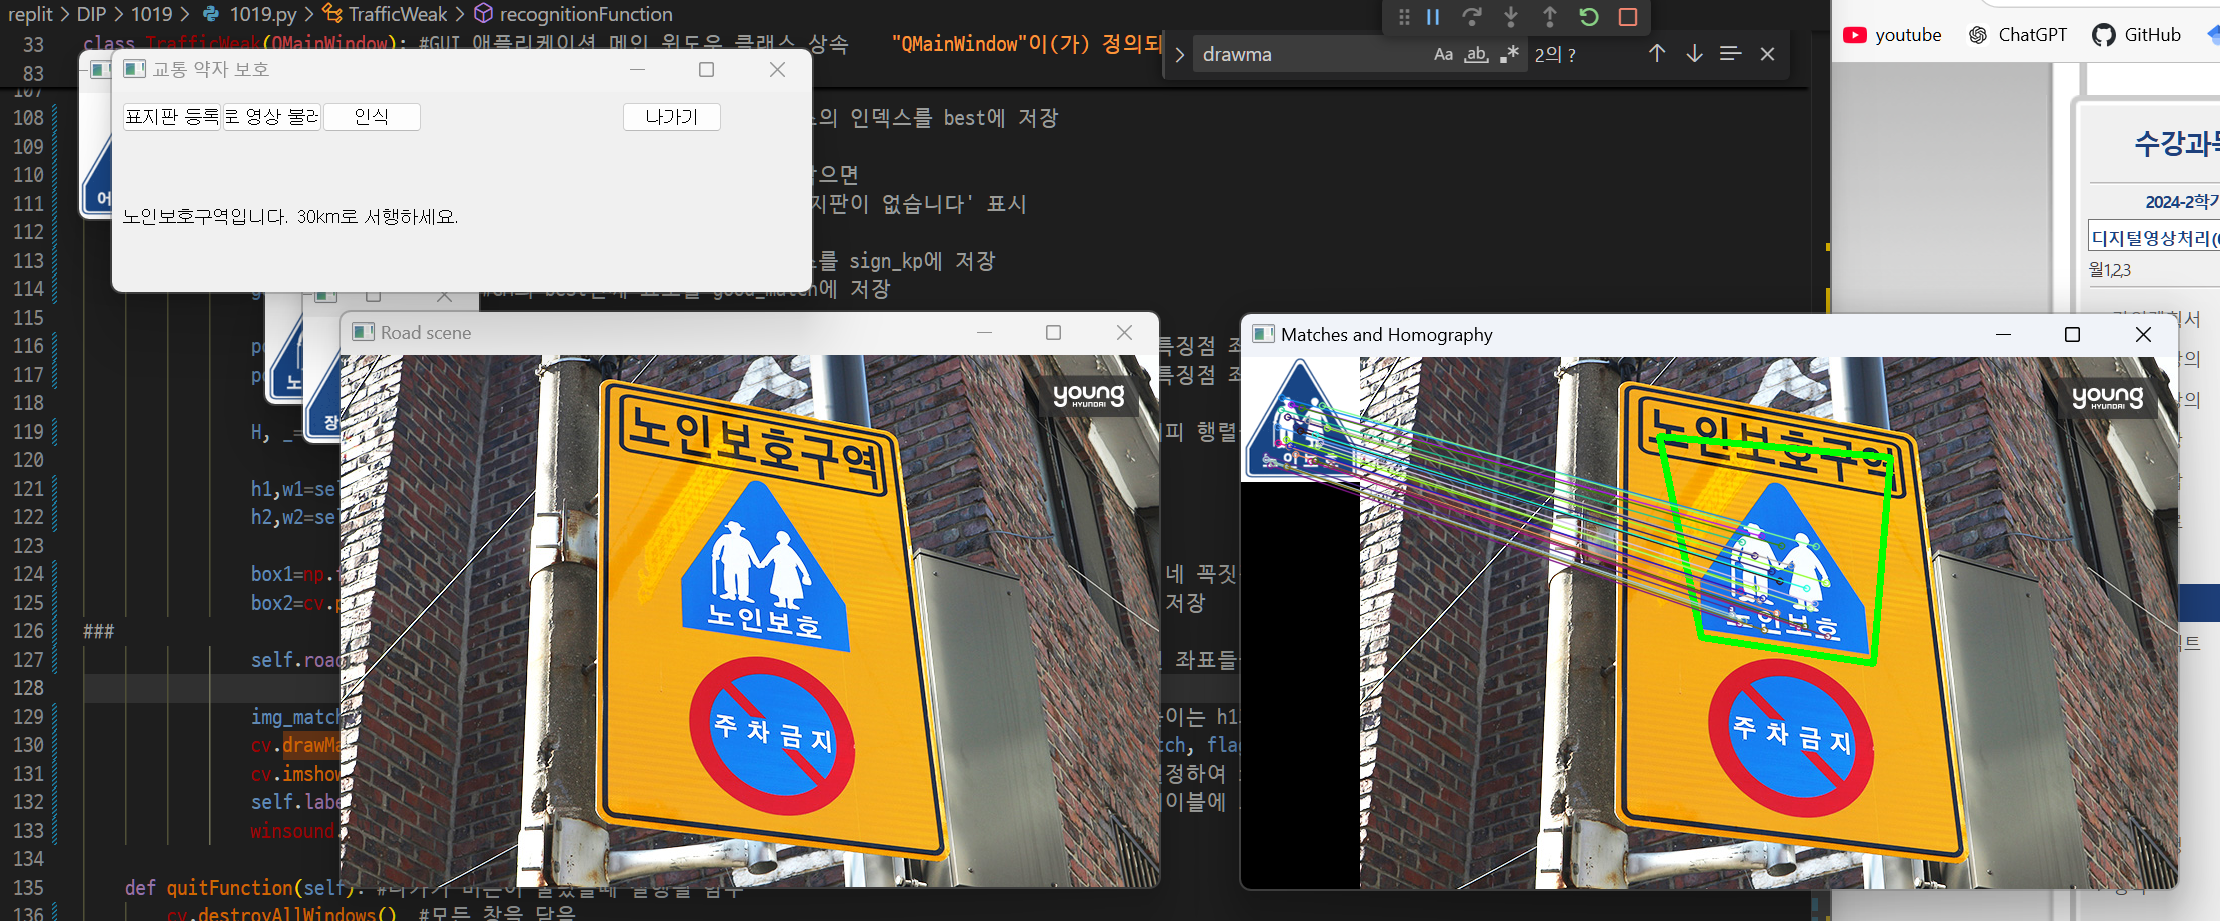 replit > DIP > 1019 > 1019.py > TrafficWeak > recognitionFunction
youtube
ChatGPT
GitHub
33 class TrafficWeak(QMainWindow): #GUI 애플리케이션 메인 윈도우 클래스 상속 "QMainWindow"이(가) 정의되
83
drawma
Aa ab 2의 ?
교통 약자 보호
표지판 등록
로 영상 불러
인식
나가기
노인보호구역입니다. 30km로 서행하세요.
107
108 의 인덱스를 best에 저장
109
110 으면
111 지판이 없습니다' 표시
112
113 를 sign_kp에 저장
114 에 저장
115
116 특징점 좌
117 특징점 좌
118
119 H, _= 피 행렬
120
121 h1,w1=sel
122 h2,w2=sel
123
124 box1=np. 네 꼭짓
125 box2=cv.p 저장
126 ###
127 self.road 좌표들
128
129 img_match 이는 h1
130 cv.drawMa tch, flag
131 cv.imshow 정하여
132 self.labe 이블에
133 winsound.
134
135 def quitFunction(self):
136 cv.destroyAllWindows() #모든 창을 닫음
Road scene
young
HYUNDAI
노인보호구역
노인보호
주차금지
Matches and Homography
young
HYUNDAI
노인보호구역
노인보호
주차금지
수강과목
2024-2학기
디지털영상처리(
월1,2,3